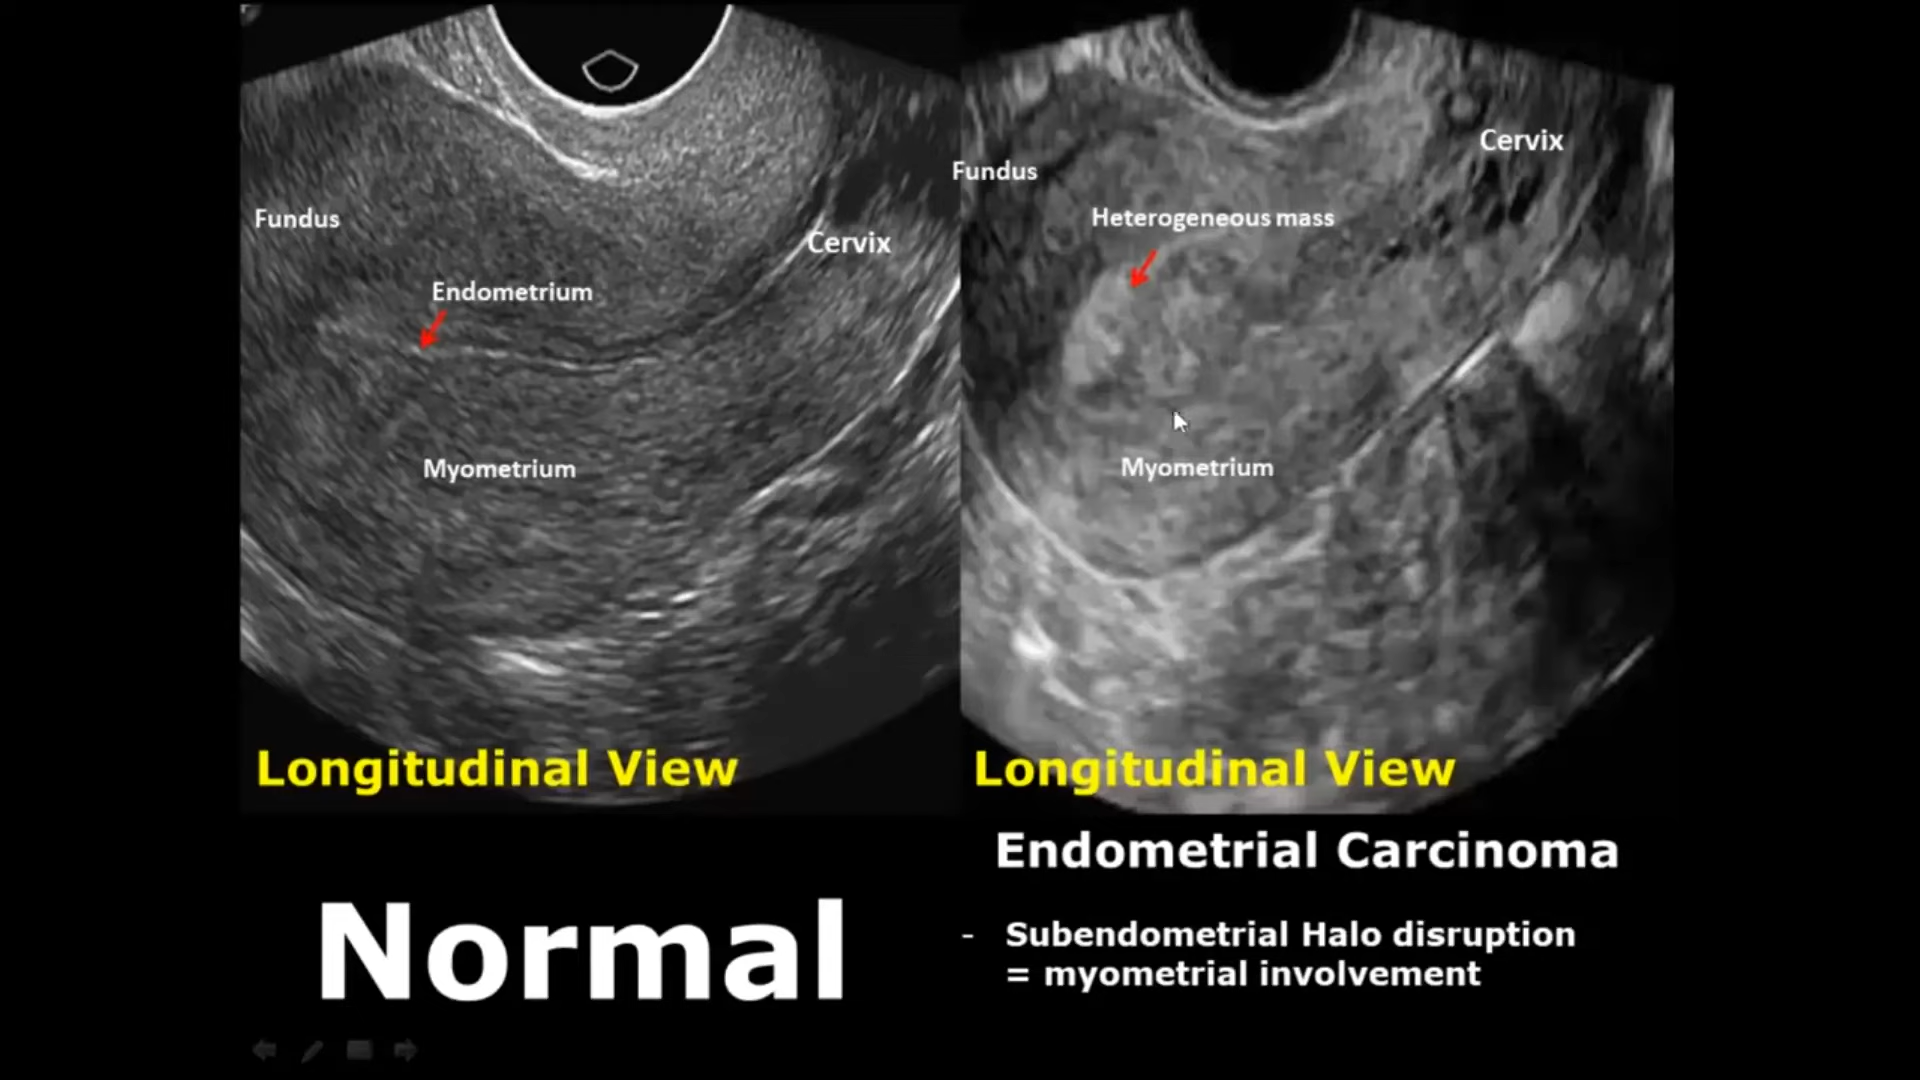 Fundus
Endometrium
Cervix
Myometrium
Longitudinal View
Normal
Fundus
Cervix
Heterogeneous mass
Myometrium
Longitudinal View
Endometrial Carcinoma
- Subendometrial Halo disruption
= myometrial involvement